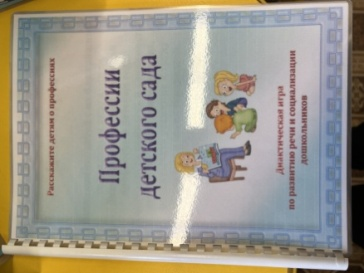 Расскажите детям о профессиях
Профессии
детского сада
Дидактическая игра
по развитию речи и социализации
дошкольников